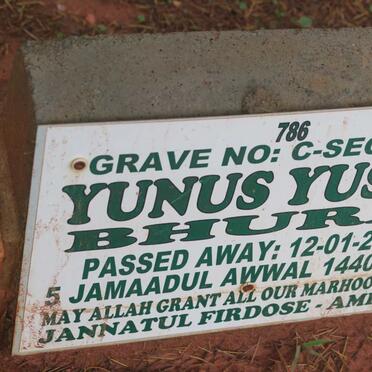 786
GRAVE NO: C-SEC
YUNUS YUS
BHUR
PASSED AWAY: 12-01-2
5 JAMAADUL AWWAL 1440
MAY ALLAH GRANT ALL OUR MARHOO
JANNATUL FIRDOSE - AM